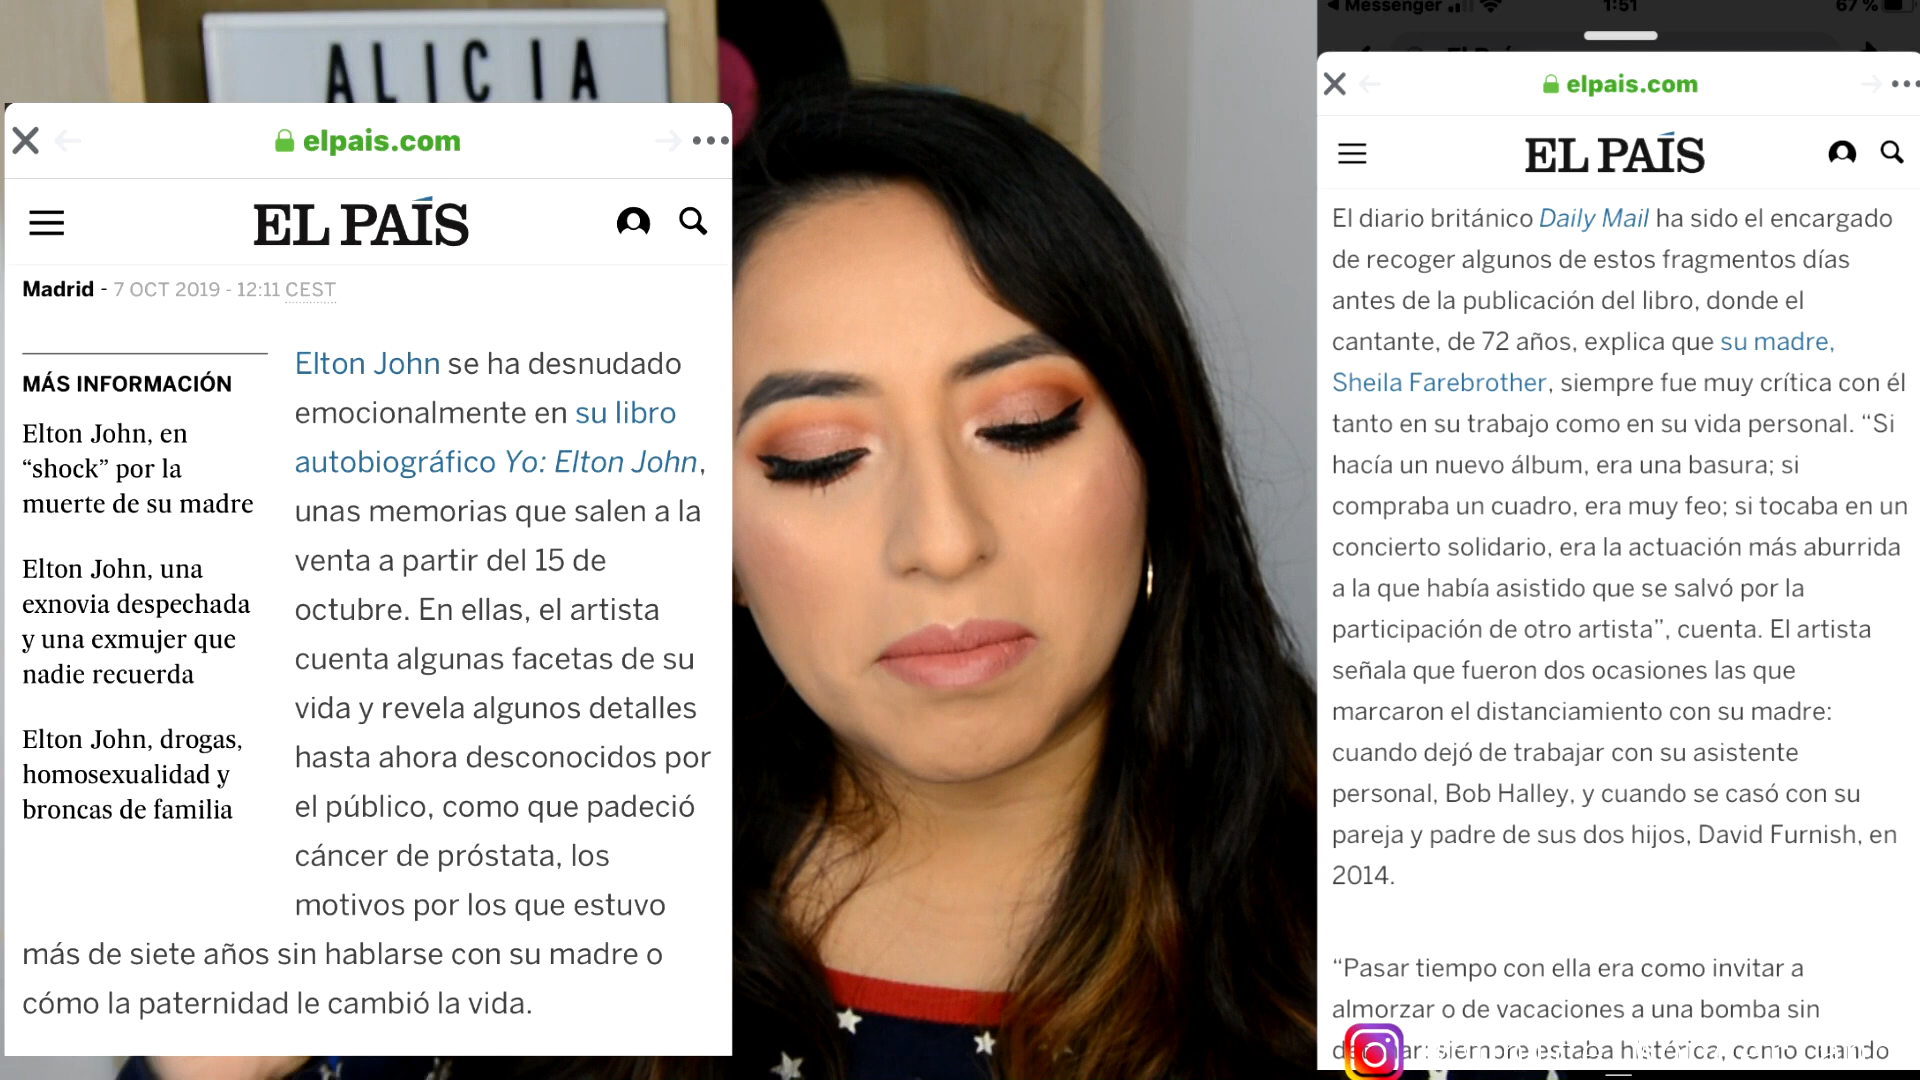 ALICIA
elpais.com
EL PAÍS
Madrid - 7 OCT 2019 - 12:11 CEST
MÁS INFORMACIÓN
Elton John, en
“shock” por la
muerte de su madre
Elton John, una
exnovia despechada
y una exmujer que
nadie recuerda
Elton John, drogas,
homosexualidad y
broncas de familia
Elton John se ha desnudado
emocionalmente en su libro
autobiográfico Yo: Elton John,
unas memorias que salen a la
venta a partir del 15 de
octubre. En ellas, el artista
cuenta algunas facetas de su
vida y revela algunos detalles
hasta ahora desconocidos por
el público, como que padeció
cáncer de próstata, los
motivos por los que estuvo
más de siete años sin hablarse con su madre o
cómo la paternidad le cambió la vida.
Messenger 1:51 67 %
elpais.com
EL PAÍS
El diario británico Daily Mail ha sido el encargado
de recoger algunos de estos fragmentos días
antes de la publicación del libro, donde el
cantante, de 72 años, explica que su madre,
Sheila Farebrother, siempre fue muy crítica con él
tanto en su trabajo como en su vida personal. “Si
hacía un nuevo álbum, era una basura; si
compraba un cuadro, era muy feo; si tocaba en un
concierto solidario, era la actuación más aburrida
a la que había asistido que se salvó por la
participación de otro artista”, cuenta. El artista
señala que fueron dos ocasiones las que
marcaron el distanciamiento con su madre:
cuando dejó de trabajar con su asistente
personal, Bob Halley, y cuando se casó con su
pareja y padre de sus dos hijos, David Furnish, en
2014.
“Pasar tiempo con ella era como invitar a
almorzar o de vacaciones a una bomba sin
siempre estaba histérica, como cuando